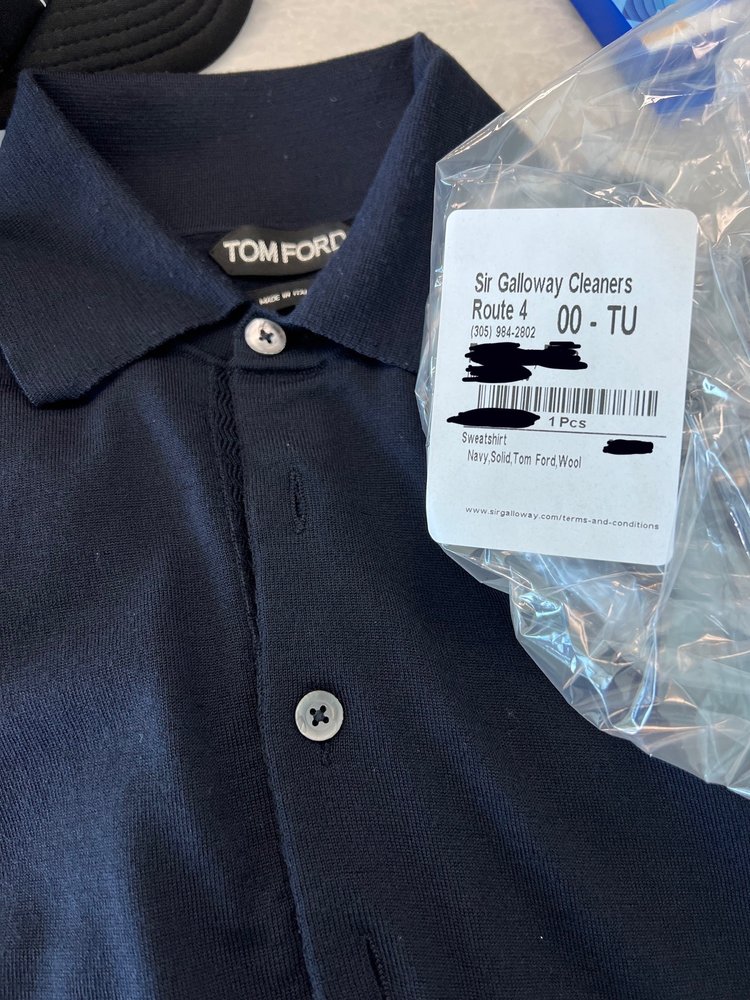 TOM FORD
MADE IN
Sir Galloway Cleaners
Route 4 00 - TU
(305) 984-2802
1 Pcs
Sweatshirt
Navy,Solid,Tom Ford,Wool
www.sirgalloway.com/terms-and-conditions